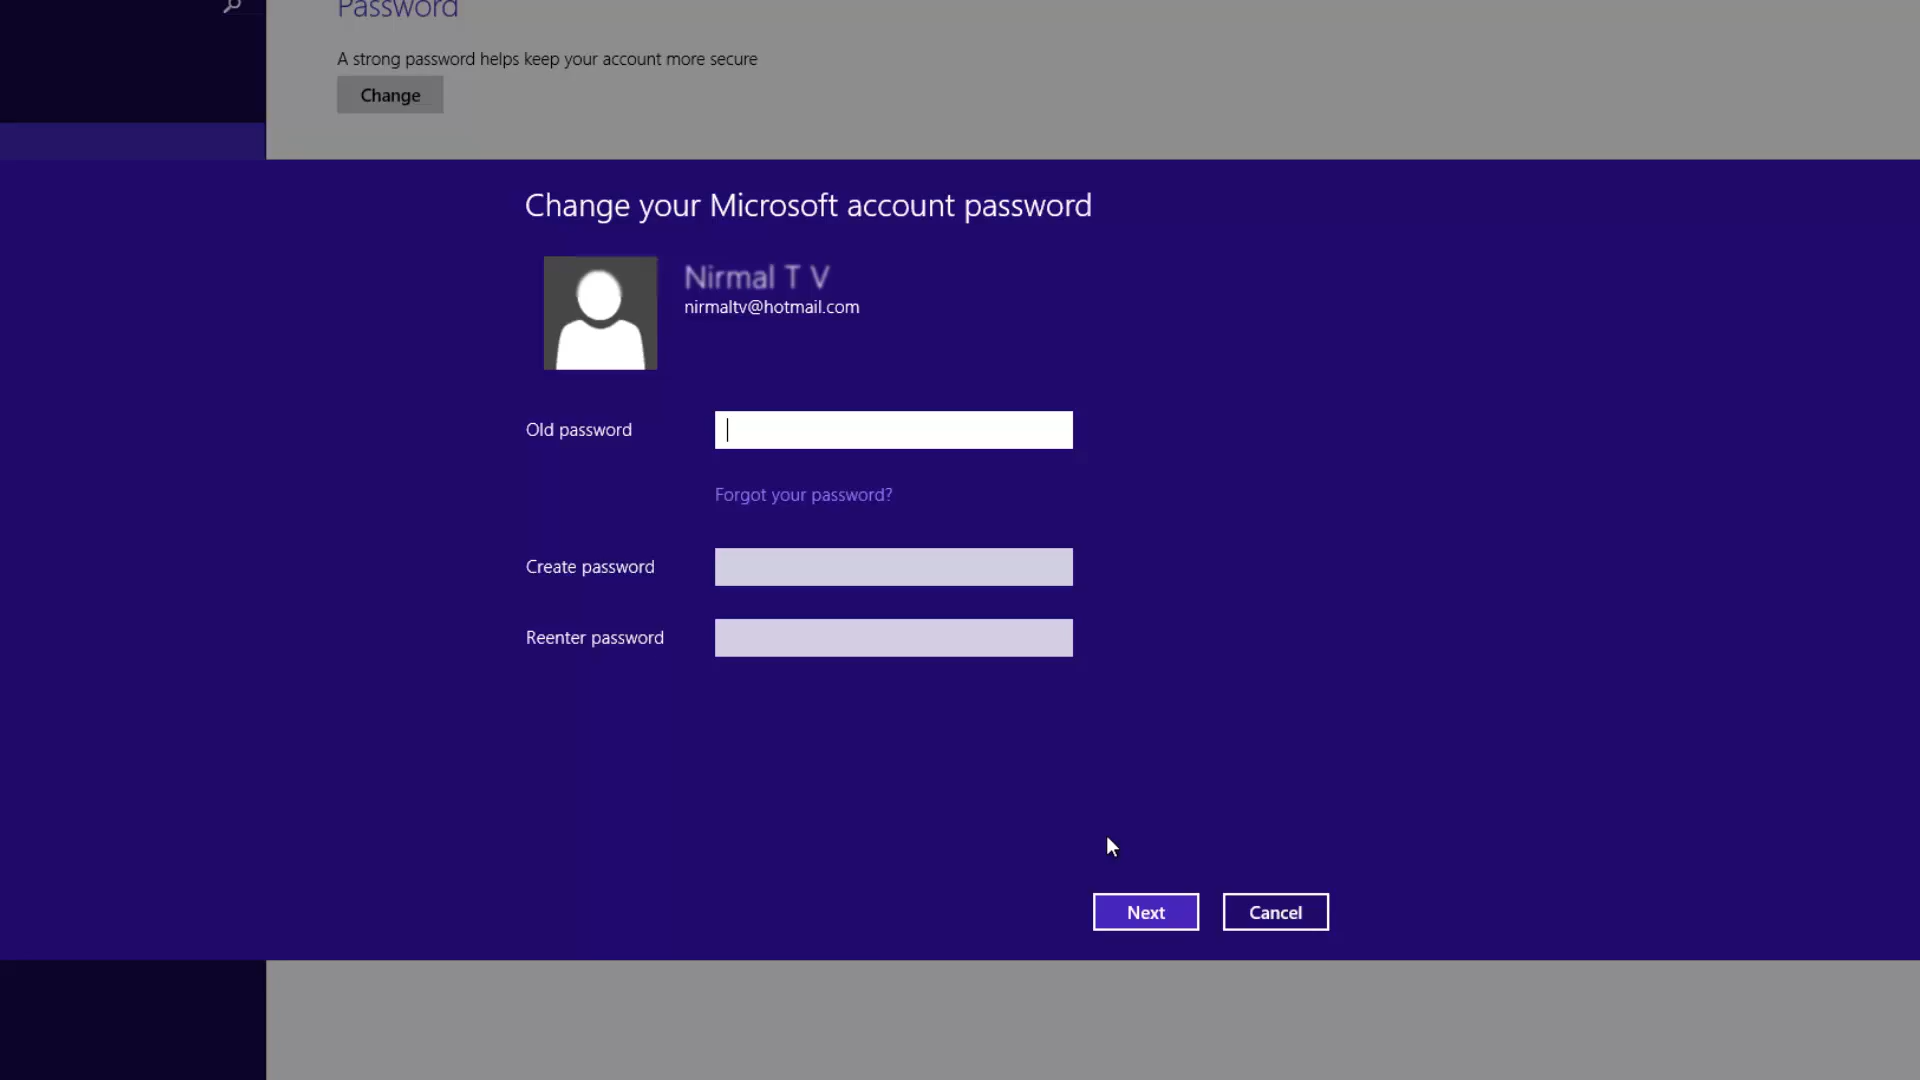 Password
A strong password helps keep your account more secure
Change
Change your Microsoft account password
Nirmal T V
nirmaltv@hotmail.com
Old password
Forgot your password?
Create password
Reenter password
Next
Cancel